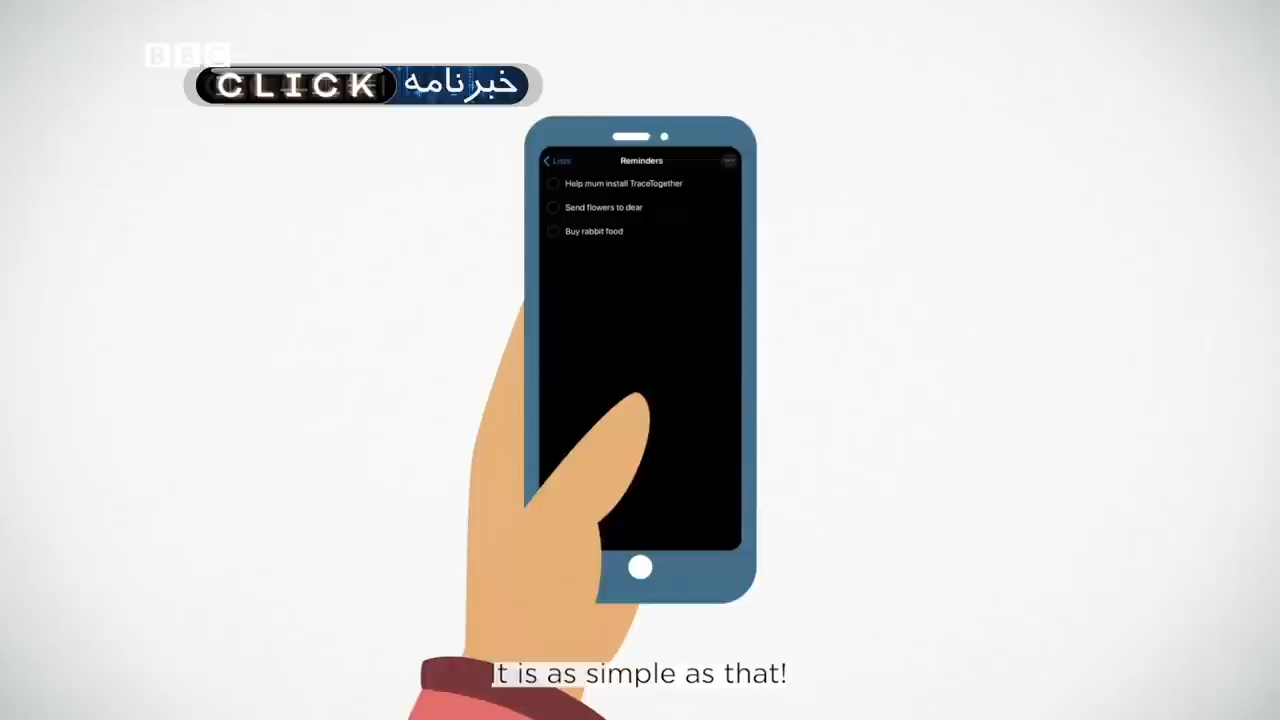 BBC
CLICK خبرنامه
Lists Reminders
Help mum install TraceTogether
Send flowers to dear
Buy rabbit food
It is as simple as that!